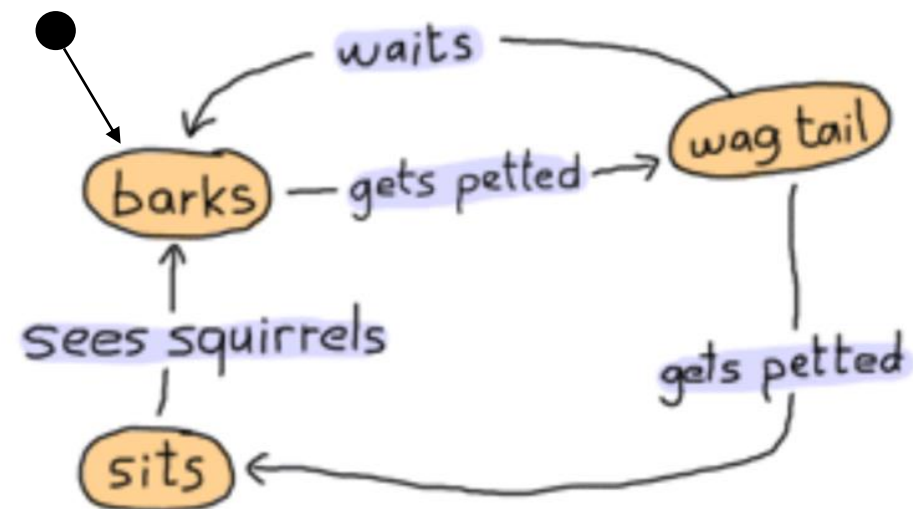 waits
wag tail
barks
gets petted
sees squirrels
gets petted
sits